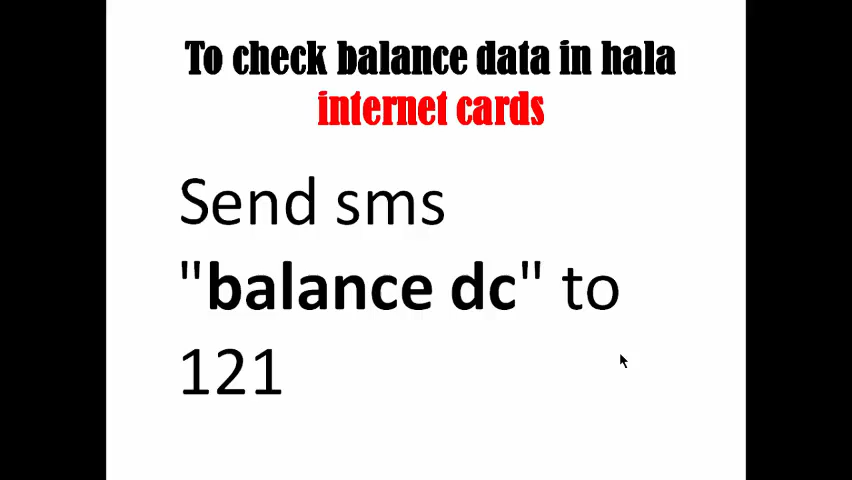 To check balance data in hala
internet cards
Send sms
"balance dc" to
121